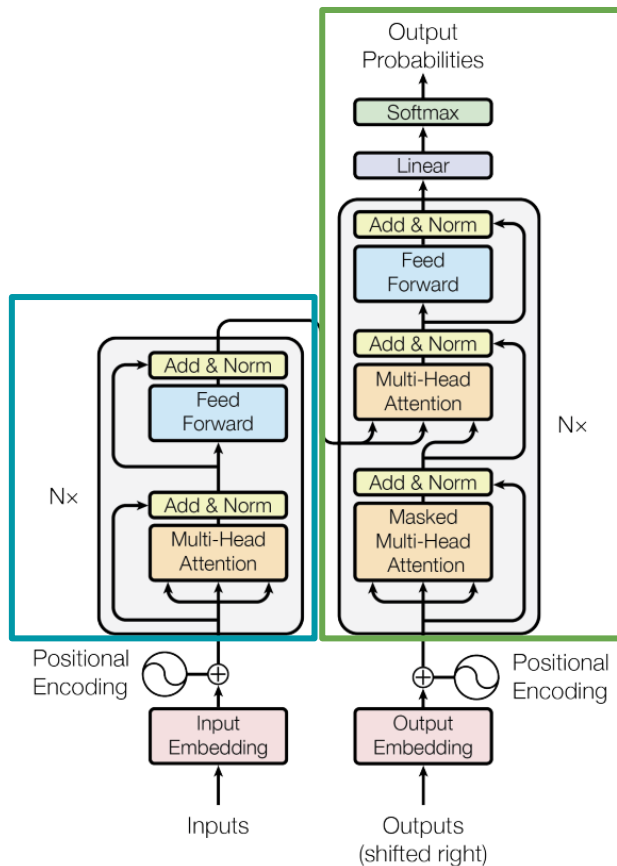 Output
Probabilities
Softmax
Linear
Add & Norm
Feed
Forward
Add & Norm
Multi-Head
Attention
N×
Add & Norm
Masked
Multi-Head
Attention
Add & Norm
Feed
Forward
N×
Add & Norm
Multi-Head
Attention
Positional
Encoding
Positional
Encoding
Input
Embedding
Output
Embedding
Inputs
Outputs
(shifted right)